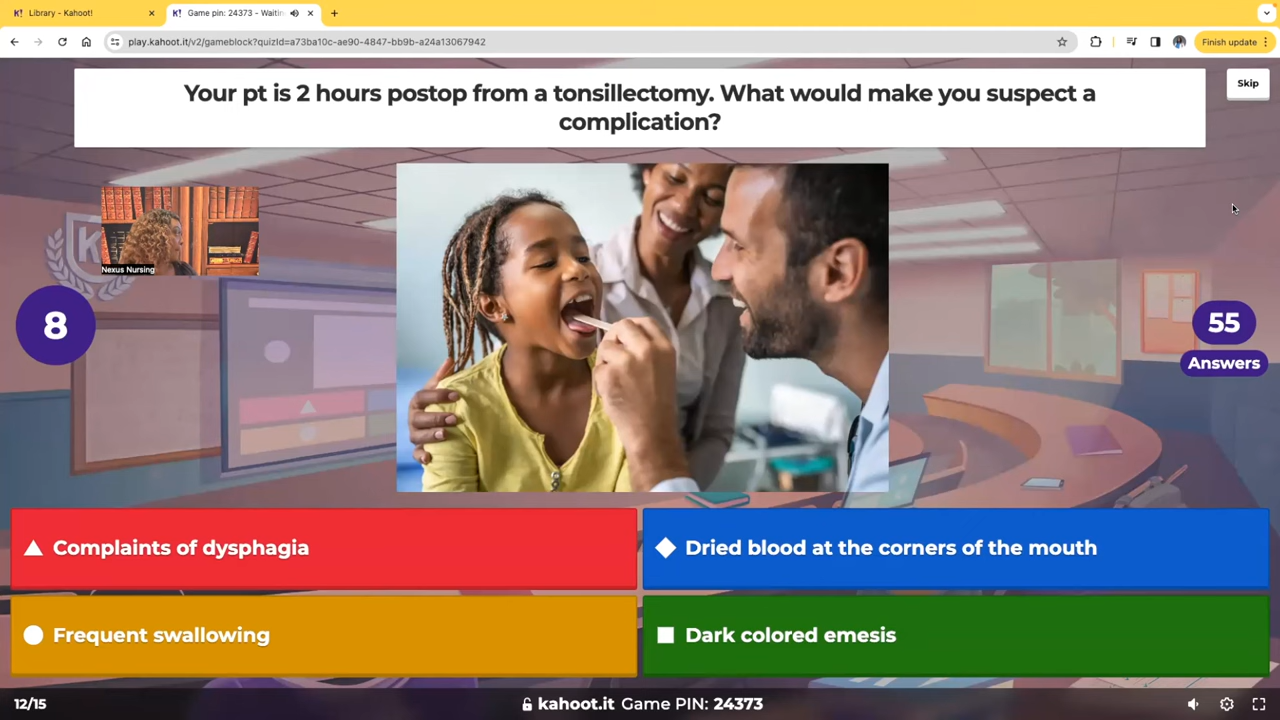 Library - Kahoot!
Game pin: 24373 - Waitin
play.kahoot.it/v2/gameblock?quizId=a73ba10c-ae90-4847-bb9b-a24a13067942
Finish update
Your pt is 2 hours postop from a tonsillectomy. What would make you suspect a
complication?
Skip
K
Nexus Nursing
8
55
Answers
Complaints of dysphagia
Dried blood at the corners of the mouth
Frequent swallowing
Dark colored emesis
12/15
kahoot.it Game PIN: 24373